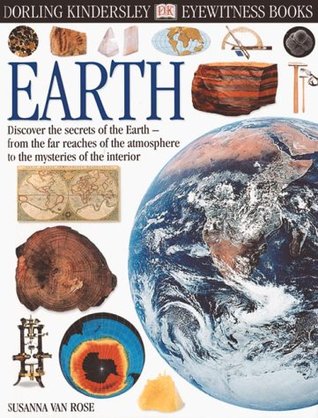 DORLING KINDERSLEY DK EYEWITNESS BOOKS
EARTH
Discover the secrets of the Earth –
from the far reaches of the atmosphere
to the mysteries of the interior
SUSANNA VAN ROSE